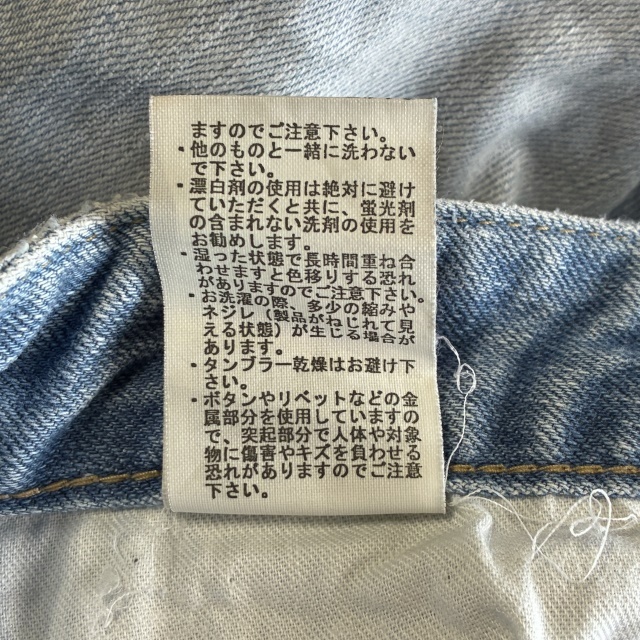 ますのでご注意下さい。
・他のものと一緒に洗わない
で下さい。
・漂白剤の使用は絶対に避け
ていただくと共に、蛍光剤
の含まれない洗剤の使用を
お勧めします。
・湿った状態で長時間重ね合
わせますと色移りする恐れ
がありますのでご注意下さい。
・お洗濯の際、多少の縮みや
ネジレ（製品がねじれて見
える状態）が生じる場合が
あります。
・タンブラー乾燥はお避け下
さい。
・ボタンやリベットなどの金
属部分を使用していますの
で、突起部分で人体や対象
物に傷害やキズを負わせる
恐れがありますのでご注意
下さい。